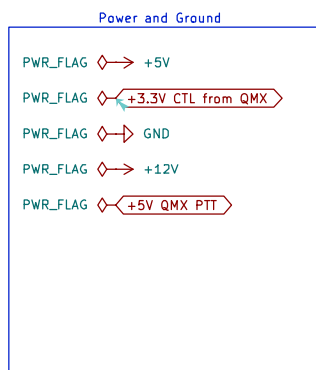 Power and Ground
PWR_FLAG +5V
PWR_FLAG +3.3V CTL from QMX
PWR_FLAG GND
PWR_FLAG +12V
PWR_FLAG +5V QMX PTT